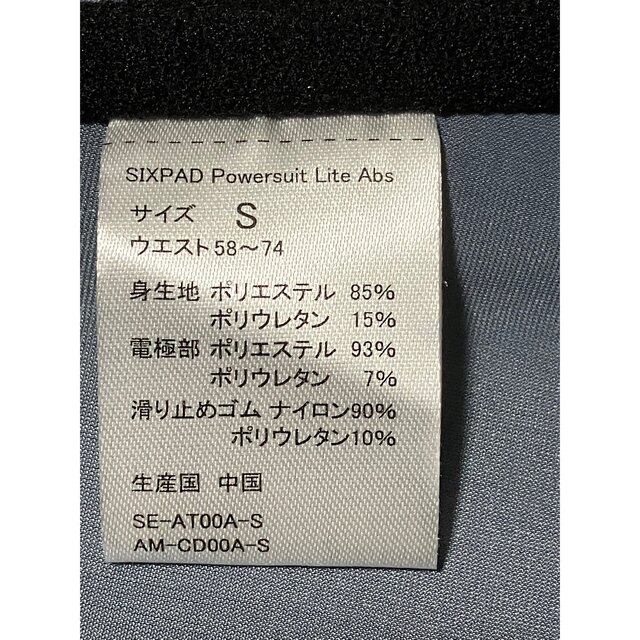 SIXPAD Powersuit Lite Abs
サイズ S
ウエスト58〜74
身生地 ポリエステル 85%
ポリウレタン 15%
電極部 ポリエステル 93%
ポリウレタン 7%
滑り止めゴム ナイロン90%
ポリウレタン10%
生産国 中国
SE-AT00A-S
AM-CD00A-S